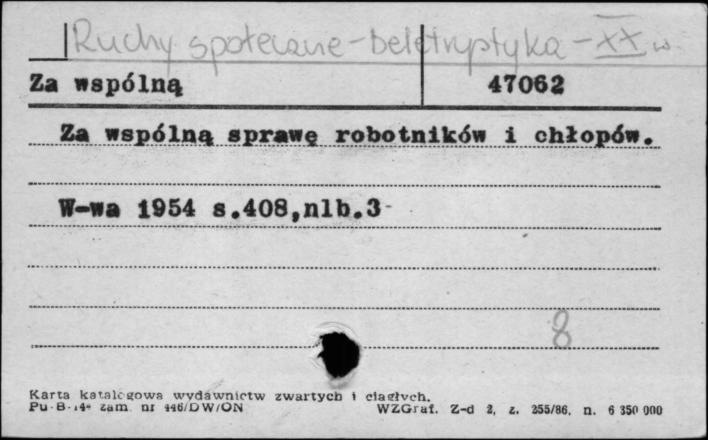 Ruchy społeczne - beletrystyka - XX w.
Za wspólną 47062
Za wspólną sprawę robotników i chłopów.
W-wa 1954 s.408,nlb.3
8
Karta katalogowa wydawnictw zwartych i ciągłych.
Pu-B-14* zam. nr 446/DW/ON WZGraf. Z-d 2, z. 255/86, n. 6 350 000